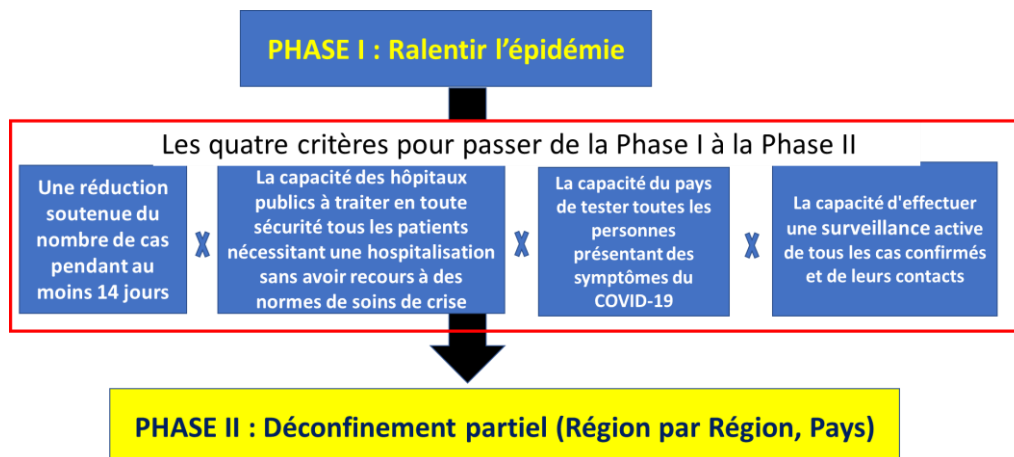 PHASE I : Ralentir l'épidémie
Les quatre critères pour passer de la Phase I à la Phase II
Une réduction
soutenue du
nombre de cas
pendant au
moins 14 jours
X
La capacité des hôpitaux
publics à traiter en toute
sécurité tous les patients
nécessitant une hospitalisation
sans avoir recours à des
normes de soins de crise
X
La capacité du pays
de tester toutes les
personnes
présentant des
symptômes du
COVID-19
X
La capacité d'effectuer
une surveillance active
de tous les cas confirmés
et de leurs contacts
PHASE II : Déconfinement partiel (Région par Région, Pays)